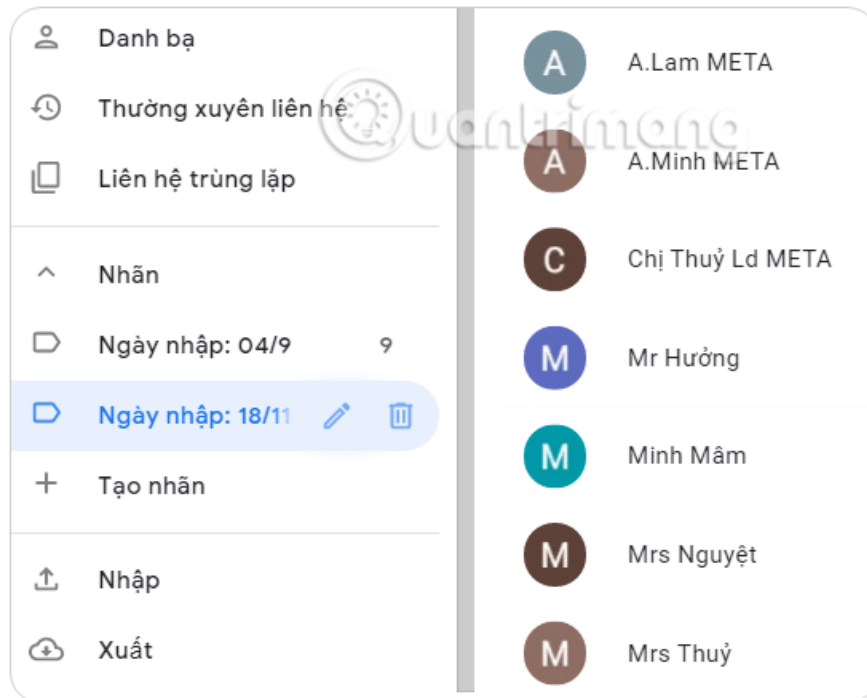 Danh bạ
Thường xuyên liên hệ
Liên hệ trùng lặp
Nhãn
Ngày nhập: 04/9 9
Ngày nhập: 18/11
Tạo nhãn
Nhập
Xuất
Quantrimang
A A.Lam META
A A.Minh META
C Chị Thuỷ Ld META
M Mr Hưởng
M Minh Mâm
M Mrs Nguyệt
M Mrs Thuỷ